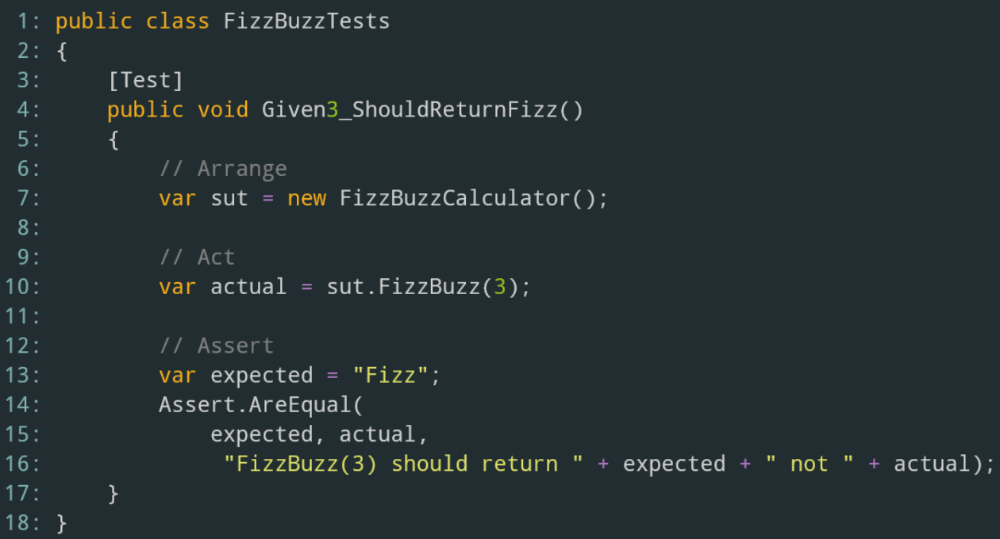 1: public class FizzBuzzTests
2: {
3:     [Test]
4:     public void Given3_ShouldReturnFizz()
5:     {
6:         // Arrange
7:         var sut = new FizzBuzzCalculator();
8:
9:         // Act
10:         var actual = sut.FizzBuzz(3);
11:
12:         // Assert
13:         var expected = "Fizz";
14:         Assert.AreEqual(
15:             expected, actual,
16:              "FizzBuzz(3) should return " + expected + " not " + actual);
17:     }
18: }